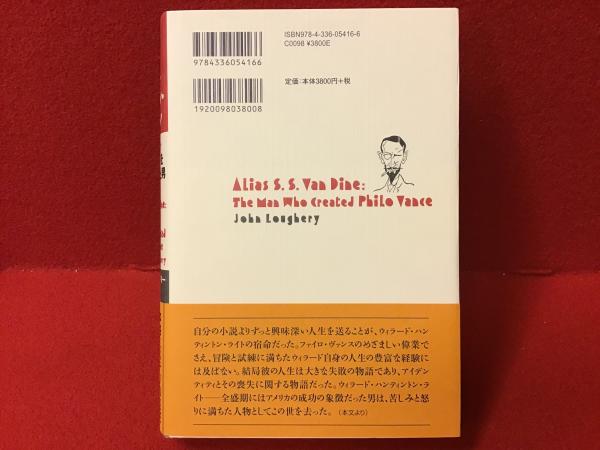 ISBN978-4-336-05416-6
C0098 ¥3800E
9784336054166
定価：本体3800円＋税
1920098038008
Alias S. S. Van Dine:
The Man Who Created Philo Vance
John Loughery
自分の小説よりずっと興味深い人生を送ることが、ウィラード・ハン
ティントン・ライトの宿命だった。ファイロ・ヴァンスのめざましい偉業で
さえ、冒険と試練に満ちたウィラード自身の人生の豊富な経験に
は及ばない。結局彼の人生は大きな失敗の物語であり、アイデン
ティティとその喪失に関する物語だった。ウィラード・ハンティントン・ラ
イト——全盛期にはアメリカの成功の象徴だった男は、苦しみと怒
りに満ちた人物としてこの世を去った。（本文より）